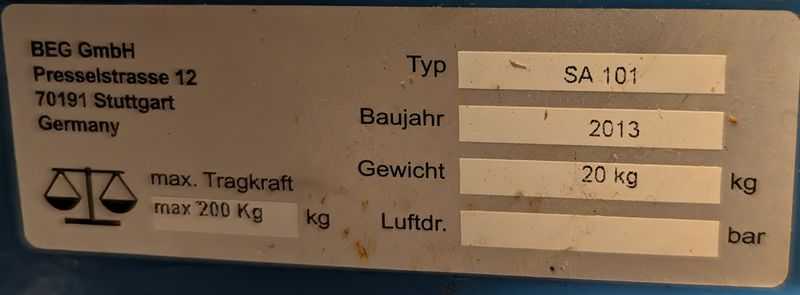 BEG GmbH
Presselstrasse 12
70191 Stuttgart
Germany
max. Tragkraft
max 200 Kg kg
Typ SA 101
Baujahr 2013
Gewicht 20 kg kg
Luftdr. bar